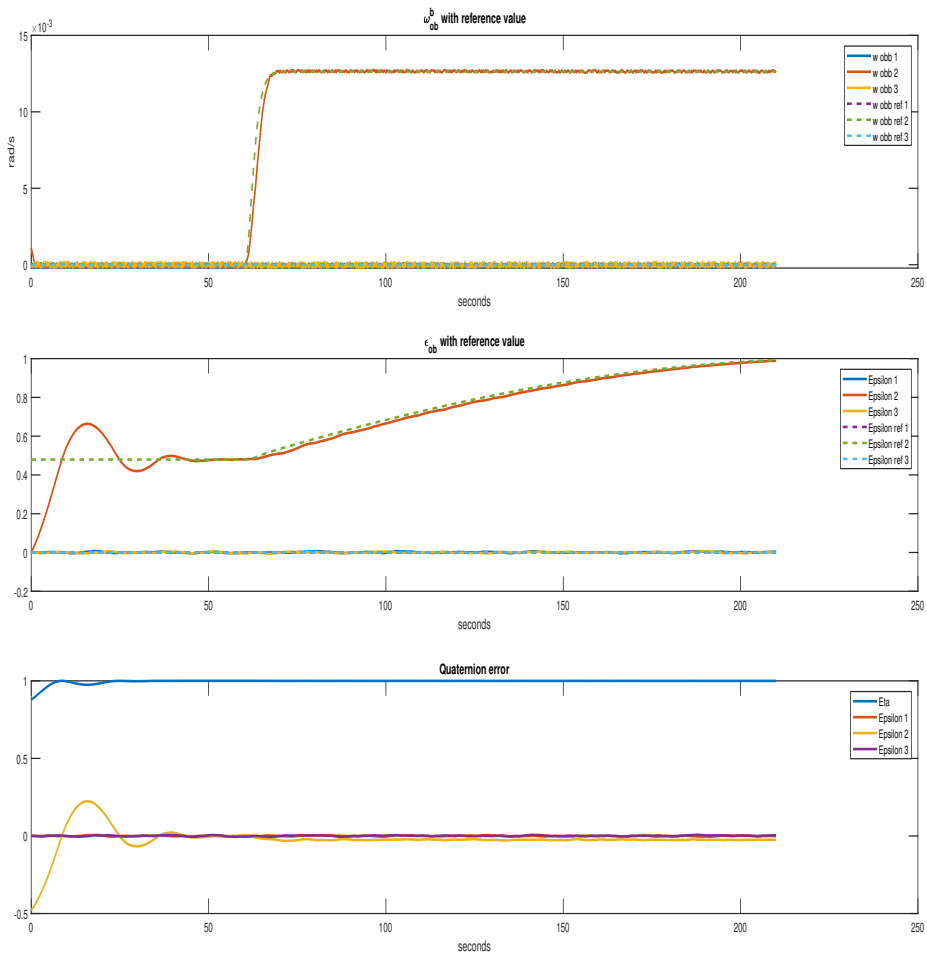 ω^b_ob with reference value
×10^-3
15
10
5
0
rad/s
0
50
100
150
200
250
seconds
w obb 1
w obb 2
w obb 3
w obb ref 1
w obb ref 2
w obb ref 3
ϵ_ob with reference value
1
0.8
0.6
0.4
0.2
0
-0.2
0
50
100
150
200
250
seconds
Epsilon 1
Epsilon 2
Epsilon 3
Epsilon ref 1
Epsilon ref 2
Epsilon ref 3
Quaternion error
1
0.5
0
-0.5
0
50
100
150
200
250
seconds
Eta
Epsilon 1
Epsilon 2
Epsilon 3